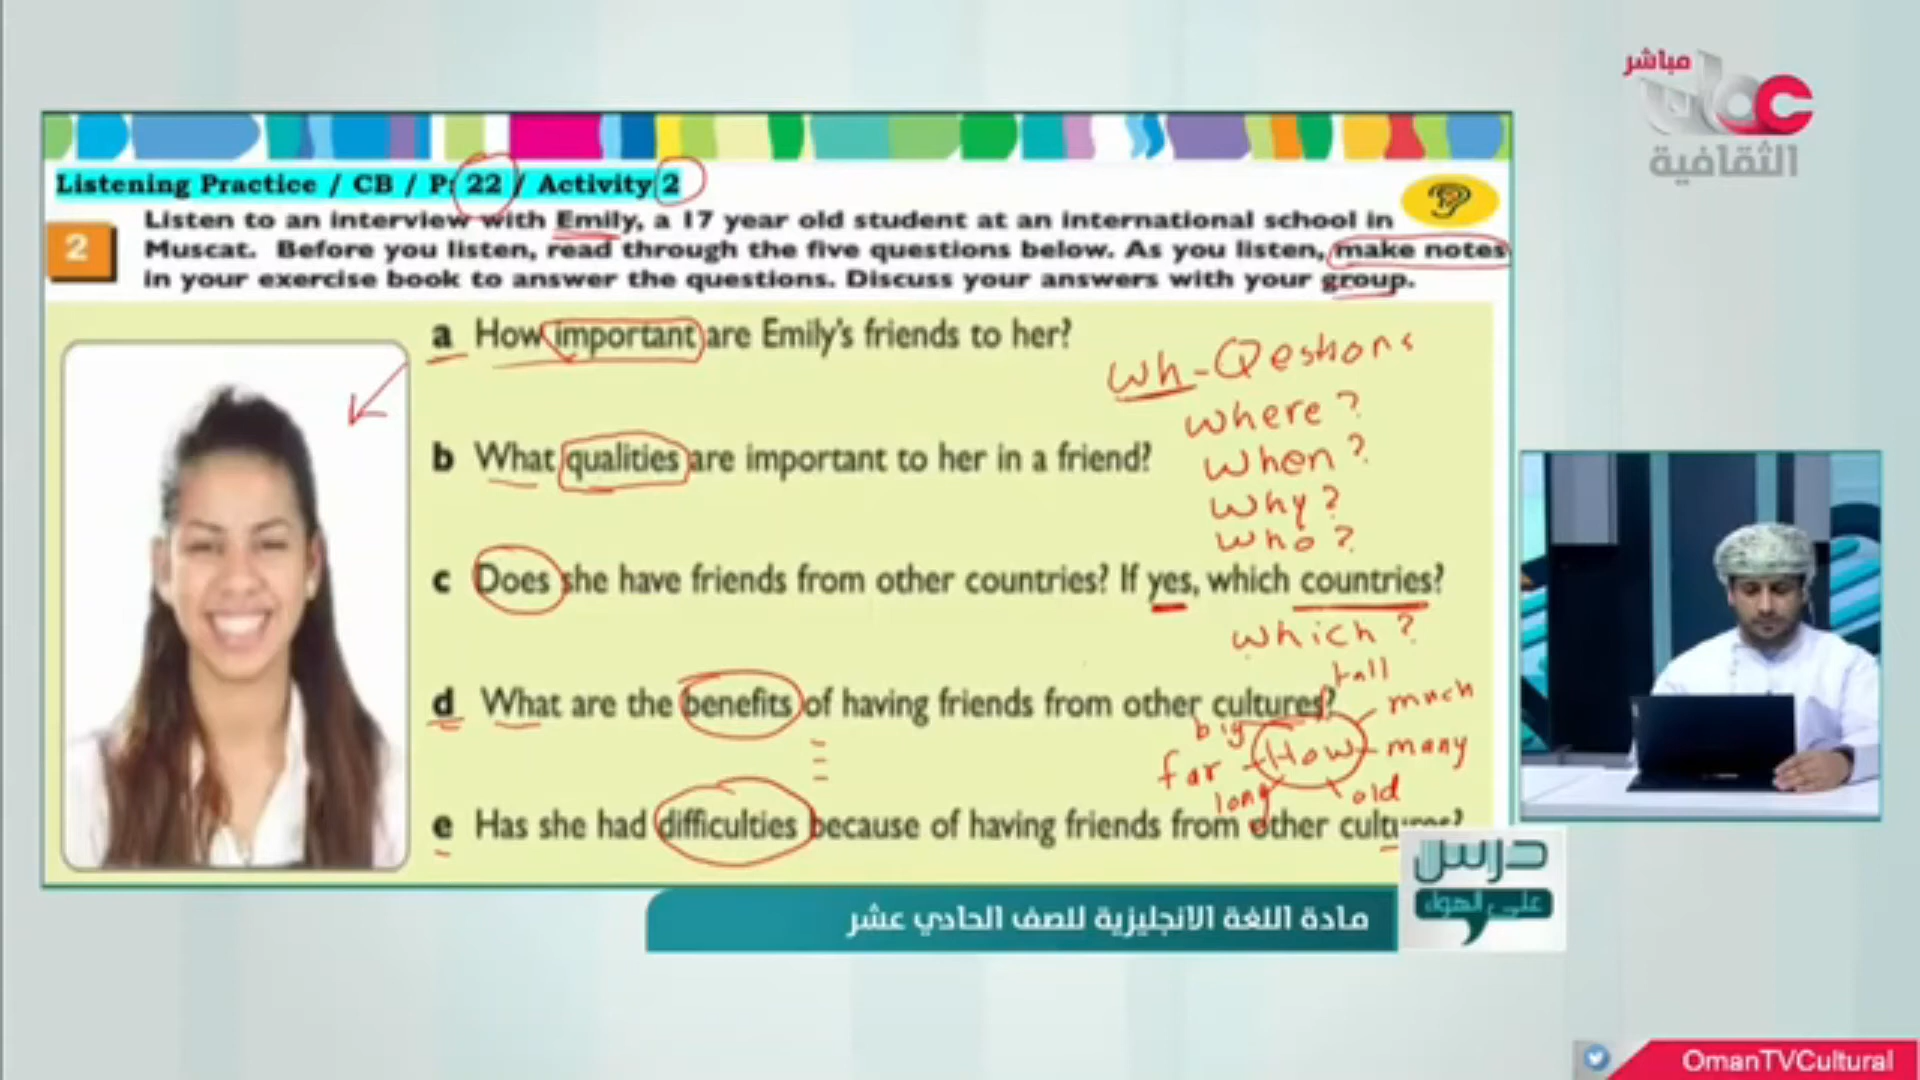 مباشر
الثقافية
Listening Practice / CB / P: 22 / Activity 2
2
Listen to an interview with Emily, a 17 year old student at an international school in
Muscat. Before you listen, read through the five questions below. As you listen, make notes
in your exercise book to answer the questions. Discuss your answers with your group.
a How important are Emily's friends to her?
Wh-Qestions
where?
b What qualities are important to her in a friend?
when?
why?
who?
c Does she have friends from other countries? If yes, which countries?
which?
tall
d What are the benefits of having friends from other cultures?
much
big
How
many
far
long
old
e Has she had difficulties because of having friends from other cultures?
درس
على الهواء
مادة اللغة الانجليزية للصف الحادي عشر
OmanTVCultural